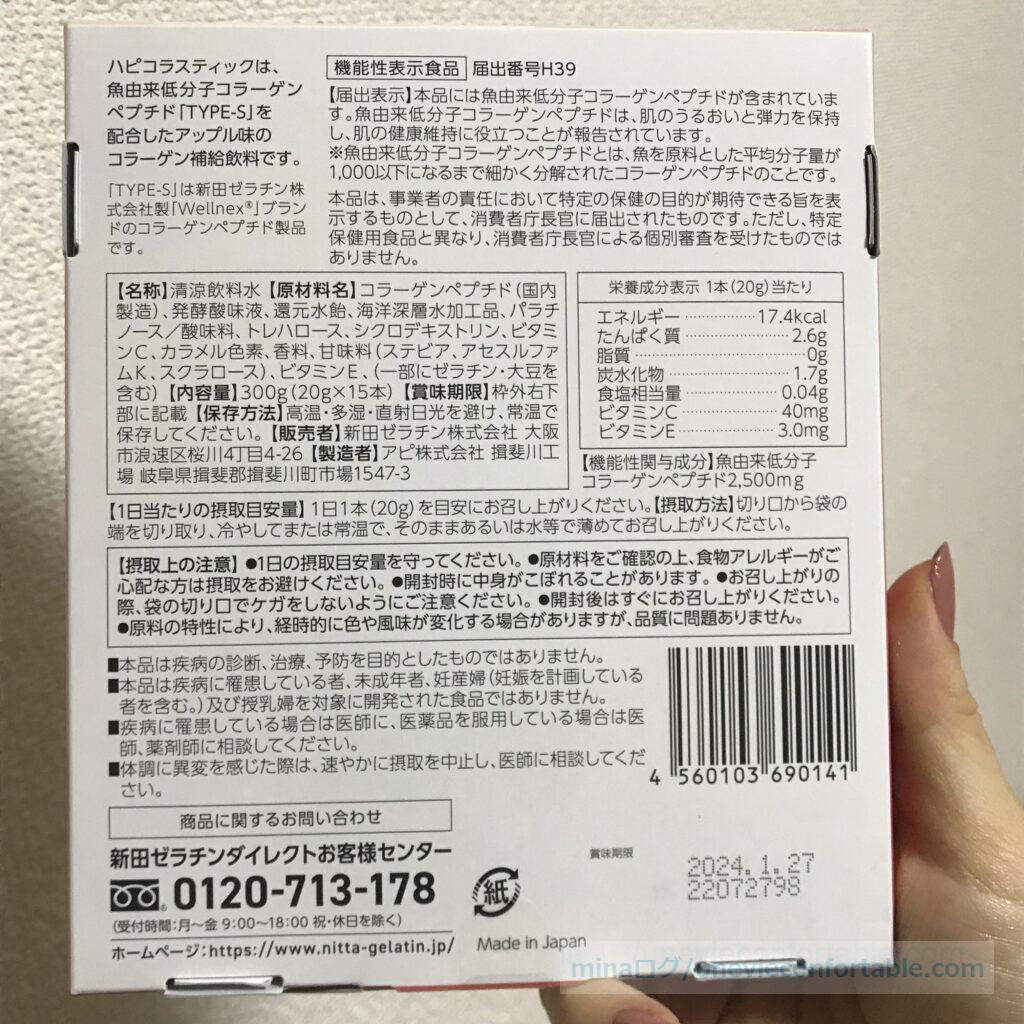 ハピコラスティックは、
魚由来低分子コラーゲン
ペプチド「TYPE-S」を
配合したアップル味の
コラーゲン補給飲料です。
「TYPE-S」は新田ゼラチン株
式会社製「Wellnex®」ブラン
ドのコラーゲンペプチド製品
です。
機能性表示食品 届出番号H39
【届出表示】本品には魚由来低分子コラーゲンペプチドが含まれていま
す。魚由来低分子コラーゲンペプチドは、肌のうるおいと弾力を保持
し、肌の健康維持に役立つことが報告されています。
※魚由来低分子コラーゲンペプチドとは、魚を原料とした平均分子量が
1,000以下になるまで細かく分解されたコラーゲンペプチドのことです。
本品は、事業者の責任において特定の保健の目的が期待できる旨を表
示するものとして、消費者庁長官に届出されたものです。ただし、特定
保健用食品と異なり、消費者庁長官による個別審査を受けたものでは
ありません。
【名称】清涼飲料水【原材料名】コラーゲンペプチド(国内
製造)、発酵酸味液、還元水飴、海洋深層水加工品、パラチ
ノース/酸味料、トレハロース、シクロデキストリン、ビタミ
ンC、カラメル色素、香料、甘味料(ステビア、アセスルファ
ムK、スクラロース)、ビタミンE、(一部にゼラチン・大豆を
含む)【内容量】300g(20g×15本)【賞味期限】枠外右下
部に記載【保存方法】高温・多湿・直射日光を避け、常温で
保存してください。【販売者】新田ゼラチン株式会社 大阪
市浪速区桜川4丁目4-26【製造者】アピ株式会社 揖斐川工
場 岐阜県揖斐郡揖斐川町市場1547-3
栄養成分表示 1本(20g)当たり
エネルギー……………17.4kcal
たんぱく質……………2.6g
脂質……………0g
炭水化物……………1.7g
食塩相当量……………0.04g
ビタミンC……………40mg
ビタミンE……………3.0mg
【機能性関与成分】魚由来低分子
コラーゲンペプチド2,500mg
【1日当たりの摂取目安量】1日1本(20g)を目安にお召し上がりください。【摂取方法】切り口から袋の
端を切り取り、冷やしてまたは常温で、そのままあるいは水等で薄めてお召し上がりください。
【摂取上の注意】●1日の摂取目安量を守ってください。●原材料をご確認の上、食物アレルギーがご
心配な方は摂取をお避けください。●開封時に中身がこぼれることがあります。●お召し上がりの
際、袋の切り口でケガをしないようにご注意ください。●開封後はすぐにお召し上がりください。
●原料の特性により、経時的に色や風味が変化する場合がありますが、品質に問題ありません。
■本品は疾病の診断、治療、予防を目的としたものではありません。
■本品は疾病に罹患している者、未成年者、妊産婦(妊娠を計画している
者を含む。)及び授乳婦を対象に開発された食品ではありません。
■疾病に罹患している場合は医師に、医薬品を服用している場合は医
師、薬剤師に相談してください。
■体調に異変を感じた際は、速やかに摂取を中止し、医師に相談してくだ
さい。
4 560103 690141
商品に関するお問い合わせ
新田ゼラチンダイレクトお客様センター
0120-713-178
(受付時間:月〜金 9:00〜18:00 祝・休日を除く)
ホームページ:https://www.nitta-gelatin.jp/
紙
Made in Japan
賞味期限
2024.1.27
22072798
minaログ/uneviecomfortable.com